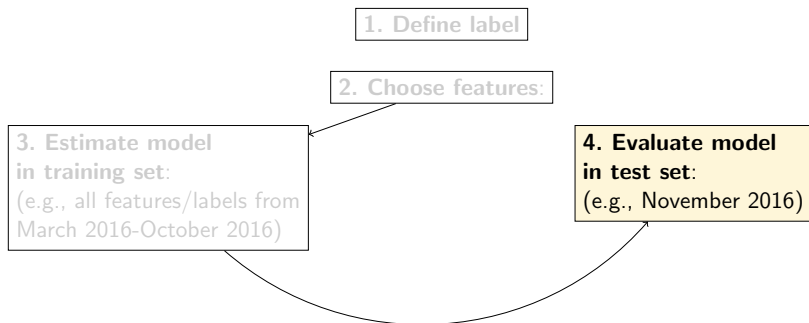 1. Define label
2. Choose features:
3. Estimate model
in training set:
(e.g., all features/labels from
March 2016-October 2016)
4. Evaluate model
in test set:
(e.g., November 2016)